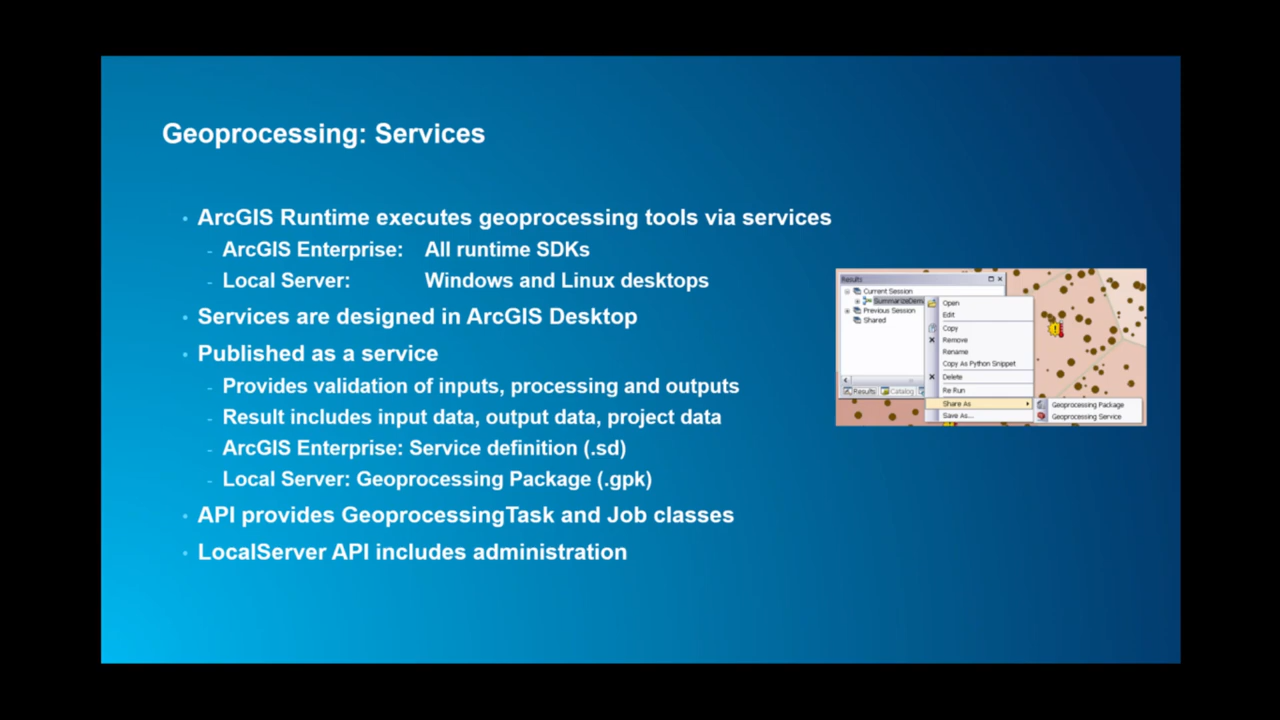 Geoprocessing: Services
· ArcGIS Runtime executes geoprocessing tools via services
- ArcGIS Enterprise: All runtime SDKs
- Local Server: Windows and Linux desktops
· Services are designed in ArcGIS Desktop
· Published as a service
- Provides validation of inputs, processing and outputs
- Result includes input data, output data, project data
- ArcGIS Enterprise: Service definition (.sd)
- Local Server: Geoprocessing Package (.gpk)
· API provides GeoprocessingTask and Job classes
· LocalServer API includes administration
Results
Current Session
Previous Session
Shared
Results
Catalog
Open
Edit
Copy
Remove
Rename
Copy As Python Snippet
Delete
Re Run
Share As
Save As...
Geoprocessing Package
Geoprocessing Service